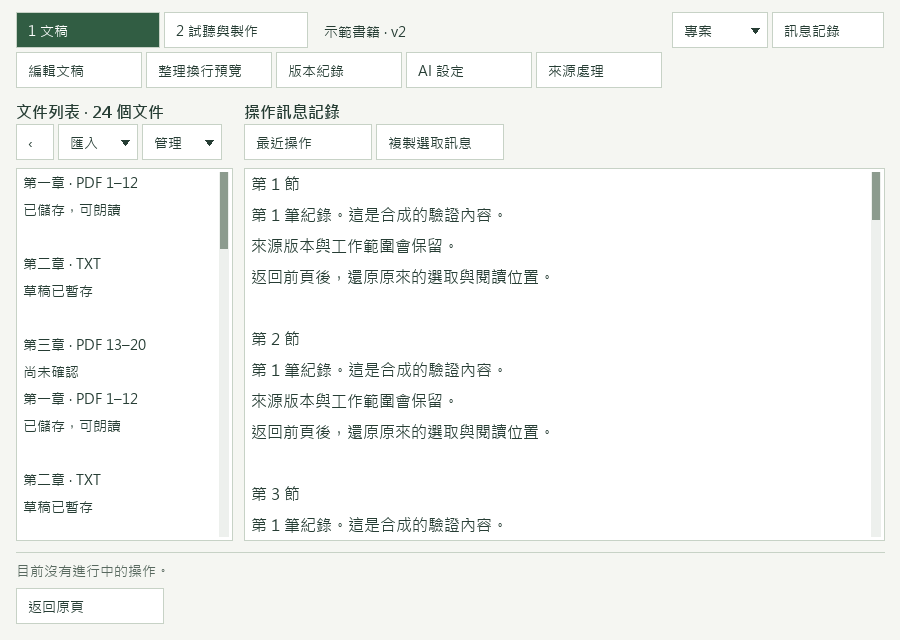 1 文稿
2 試聽與製作
示範書籍 · v2
專案
訊息記錄
編輯文稿
整理換行預覽
版本紀錄
AI 設定
來源處理
文件列表 · 24 個文件
‹
匯入
管理
第一章 · PDF 1–12
已儲存，可朗讀
第二章 · TXT
草稿已暫存
第三章 · PDF 13–20
尚未確認
第一章 · PDF 1–12
已儲存，可朗讀
第二章 · TXT
草稿已暫存
操作訊息記錄
最近操作
複製選取訊息
第 1 節
第 1 筆紀錄。這是合成的驗證內容。
來源版本與工作範圍會保留。
返回前頁後，還原原來的選取與閱讀位置。
第 2 節
第 1 筆紀錄。這是合成的驗證內容。
來源版本與工作範圍會保留。
返回前頁後，還原原來的選取與閱讀位置。
第 3 節
第 1 筆紀錄。這是合成的驗證內容。
目前沒有進行中的操作。
返回原頁